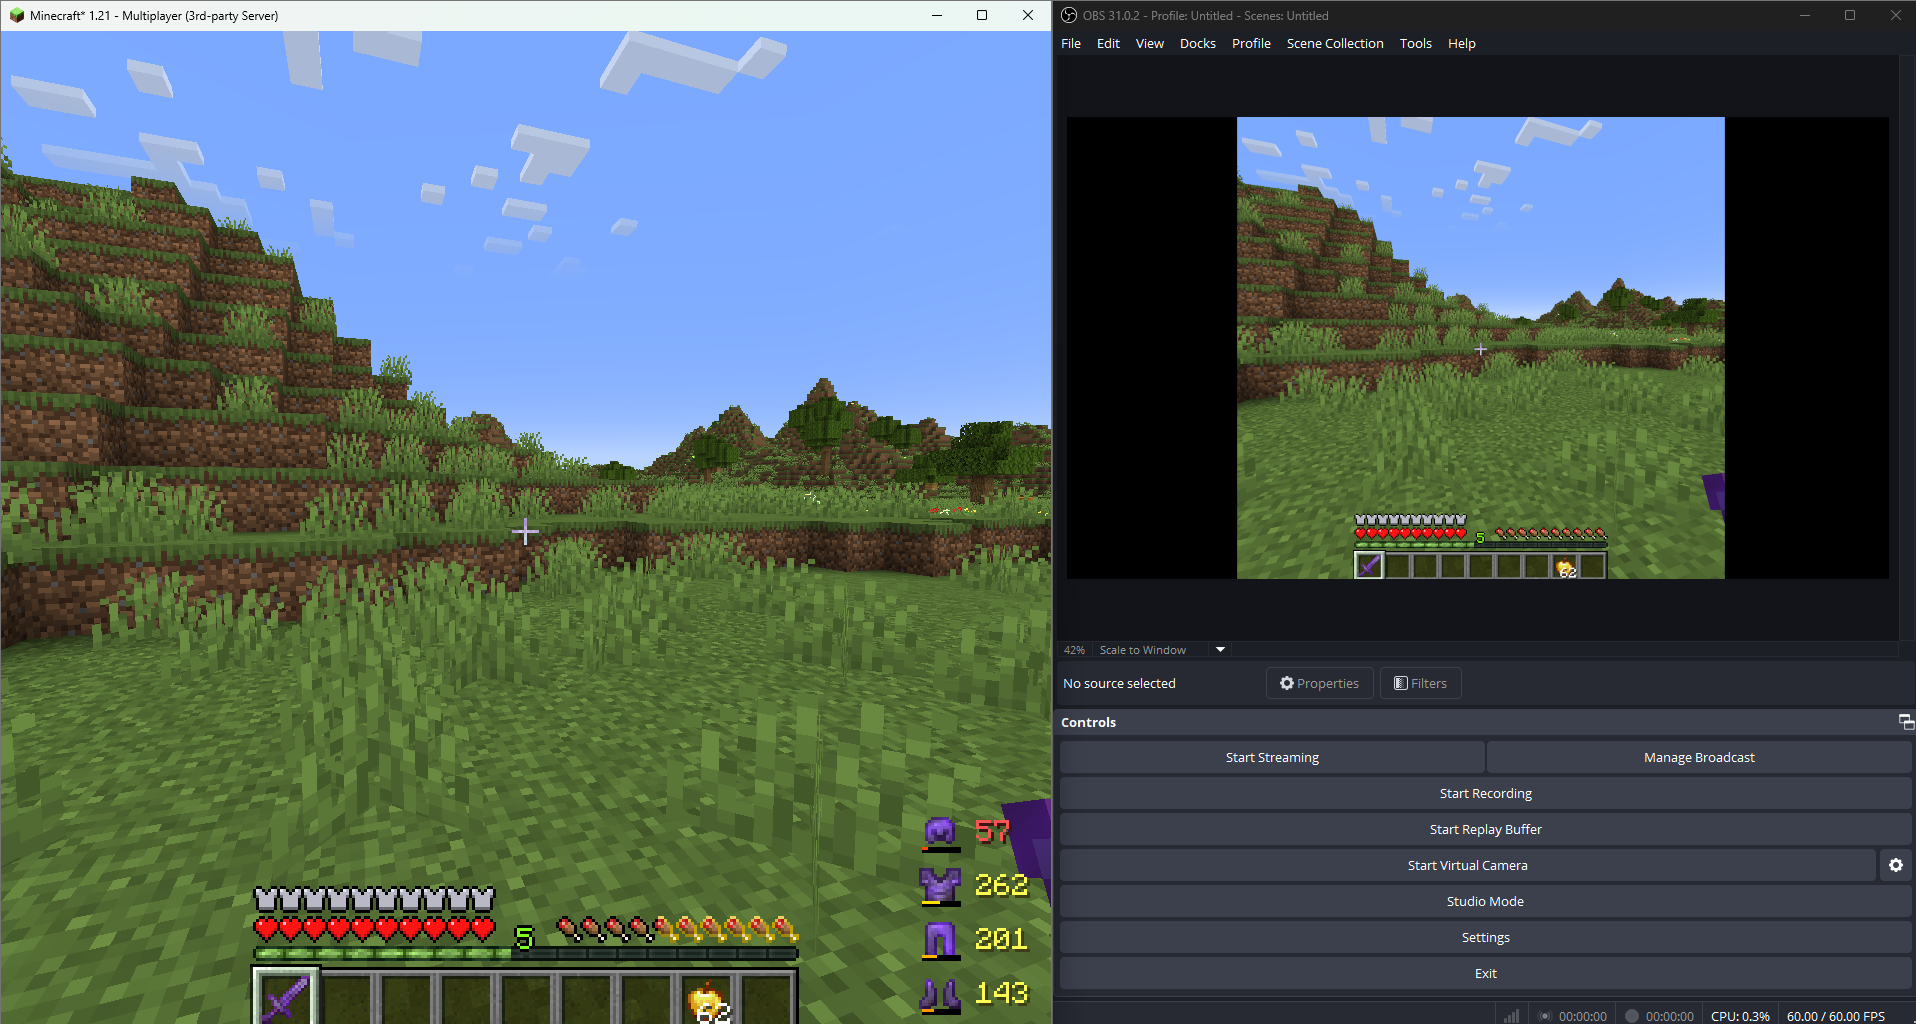 Minecraft* 1.21 - Multiplayer (3rd-party Server)
57
262
201
143
5
62
OBS 31.0.2 - Profile: Untitled - Scenes: Untitled
File Edit View Docks Profile Scene Collection Tools Help
5
62
42% Scale to Window
No source selected
Properties
Filters
Controls
Start Streaming
Manage Broadcast
Start Recording
Start Replay Buffer
Start Virtual Camera
Studio Mode
Settings
Exit
00:00:00 00:00:00 CPU: 0.3% 60.00 / 60.00 FPS